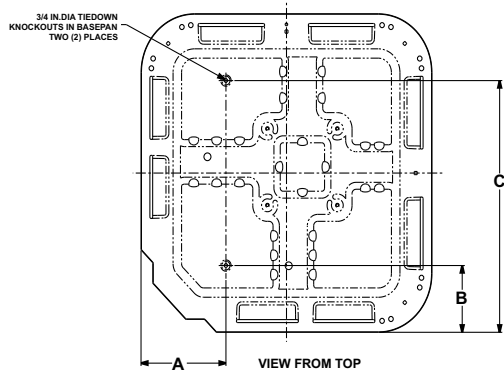 3/4 IN.DIA TIEDOWN
KNOCKOUTS IN BASEPAN
TWO (2) PLACES
C
B
A
VIEW FROM TOP